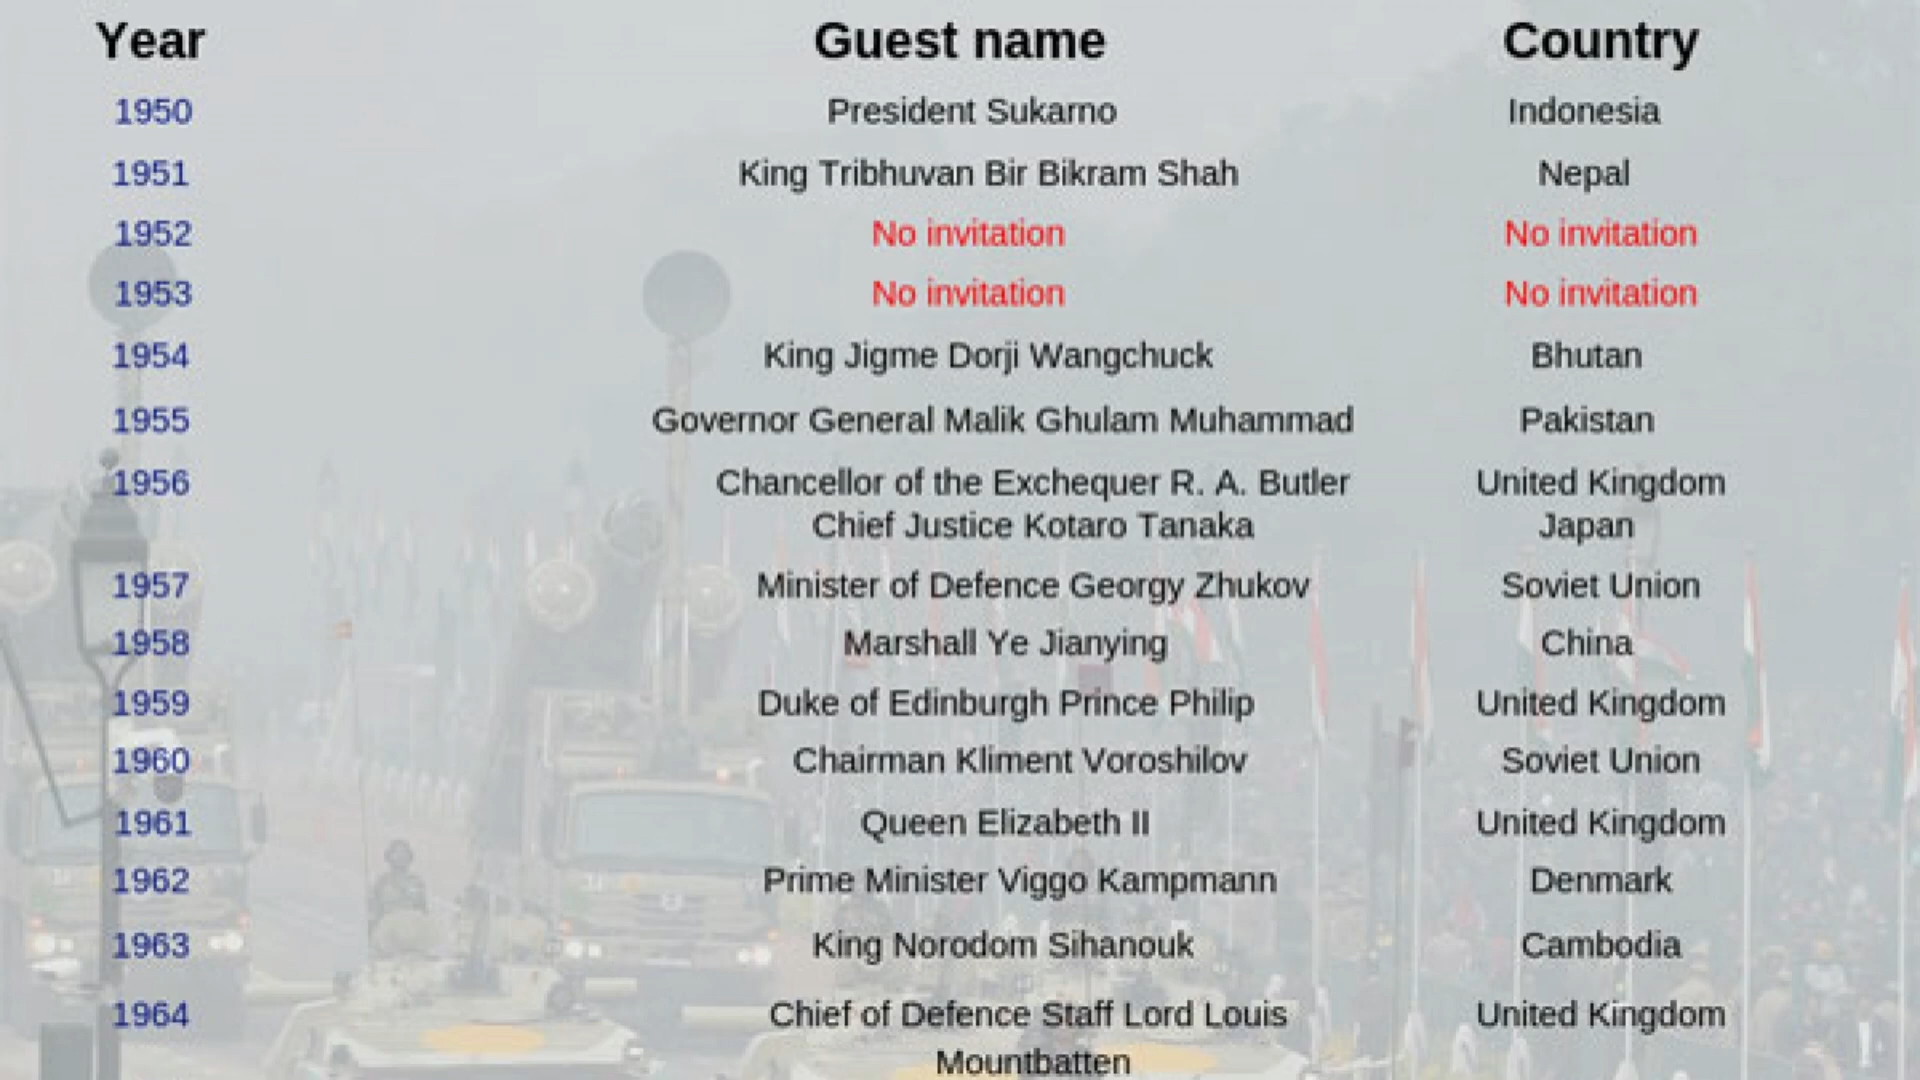 Year Guest name Country
1950 President Sukarno Indonesia
1951 King Tribhuvan Bir Bikram Shah Nepal
1952 No invitation No invitation
1953 No invitation No invitation
1954 King Jigme Dorji Wangchuck Bhutan
1955 Governor General Malik Ghulam Muhammad Pakistan
1956 Chancellor of the Exchequer R. A. Butler United Kingdom
Chief Justice Kotaro Tanaka Japan
1957 Minister of Defence Georgy Zhukov Soviet Union
1958 Marshall Ye Jianying China
1959 Duke of Edinburgh Prince Philip United Kingdom
1960 Chairman Kliment Voroshilov Soviet Union
1961 Queen Elizabeth II United Kingdom
1962 Prime Minister Viggo Kampmann Denmark
1963 King Norodom Sihanouk Cambodia
1964 Chief of Defence Staff Lord Louis United Kingdom
Mountbatten